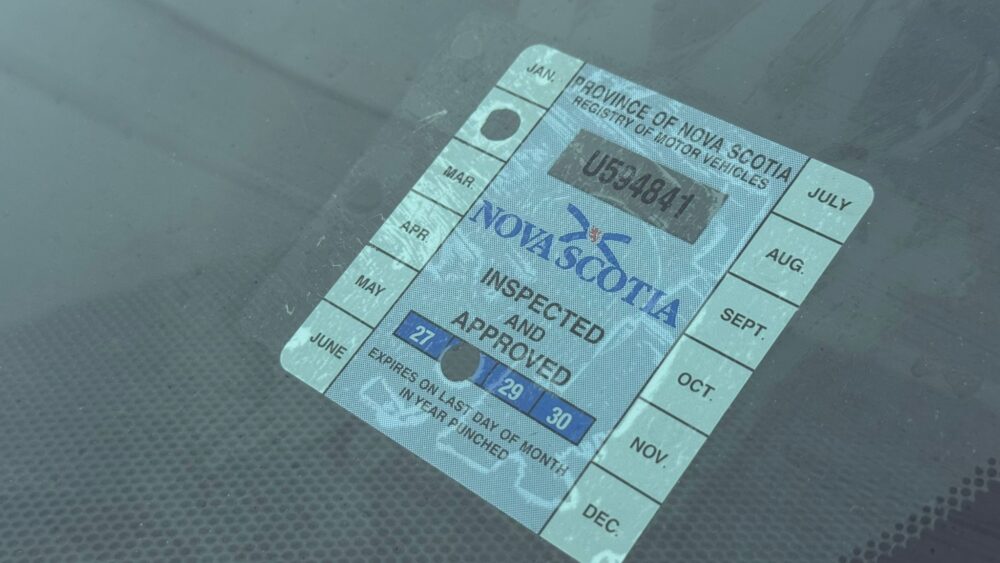 JAN.
MAR.
APR.
MAY
JUNE
PROVINCE OF NOVA SCOTIA
REGISTRY OF MOTOR VEHICLES
U594841
NOVA SCOTIA
INSPECTED
AND
APPROVED
27 29 30
EXPIRES ON LAST DAY OF MONTH
IN YEAR PUNCHED
JULY
AUG.
SEPT.
OCT.
NOV.
DEC.